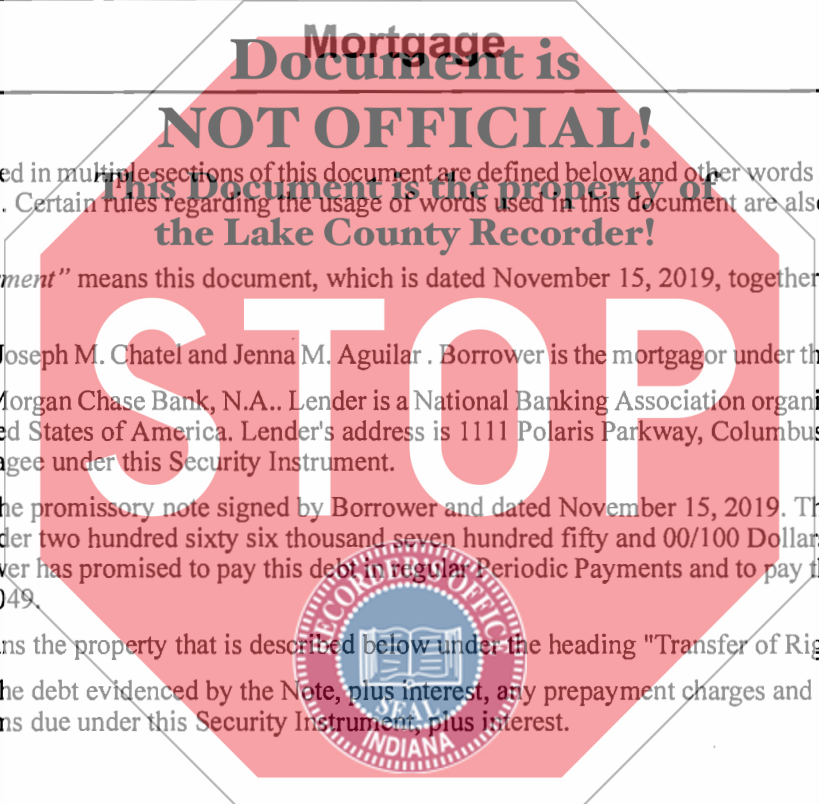 Mortgage
Document is
NOT OFFICIAL!
ed in multiple sections of this document are defined below and other words
This Document is the property of
. Certain rules regarding the usage of words used in this document are also
the Lake County Recorder!
ment" means this document, which is dated November 15, 2019, together
STOP
Joseph M. Chatel and Jenna M. Aguilar . Borrower is the mortgagor under th
Morgan Chase Bank, N.A.. Lender is a National Banking Association organi
ed States of America. Lender's address is 1111 Polaris Parkway, Columbus
agee under this Security Instrument.
he promissory note signed by Borrower and dated November 15, 2019. Th
der two hundred sixty six thousand seven hundred fifty and 00/100 Dollar
ver has promised to pay this debt in regular Periodic Payments and to pay th
049.
ns the property that is described below under the heading "Transfer of Rig
he debt evidenced by the Note, plus interest, any prepayment charges and
ns due under this Security Instrument, plus interest.
RECORDER'S OFFICE
SEAL
INDIANA